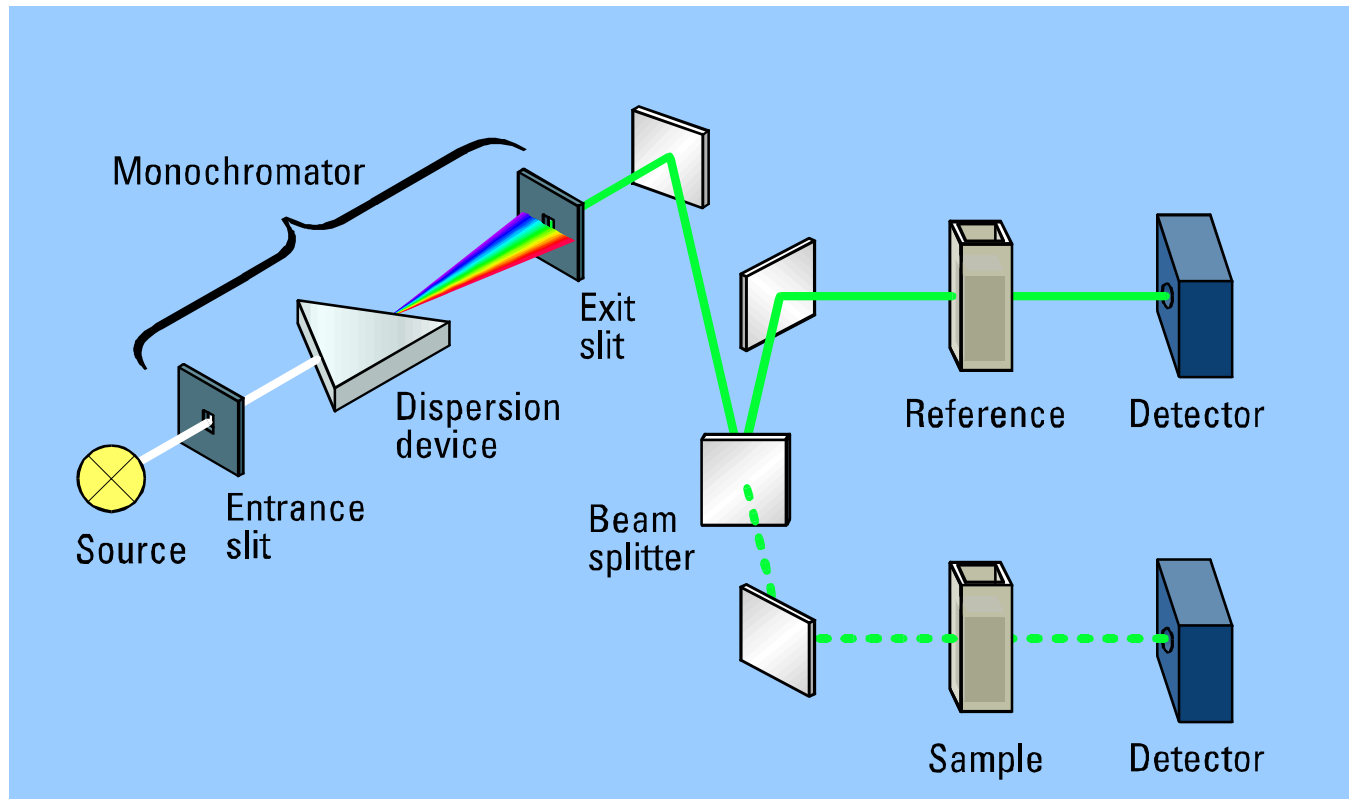 Monochromator
Exit
slit
Dispersion
device
Entrance
slit
Source
Beam
splitter
Reference
Detector
Sample
Detector